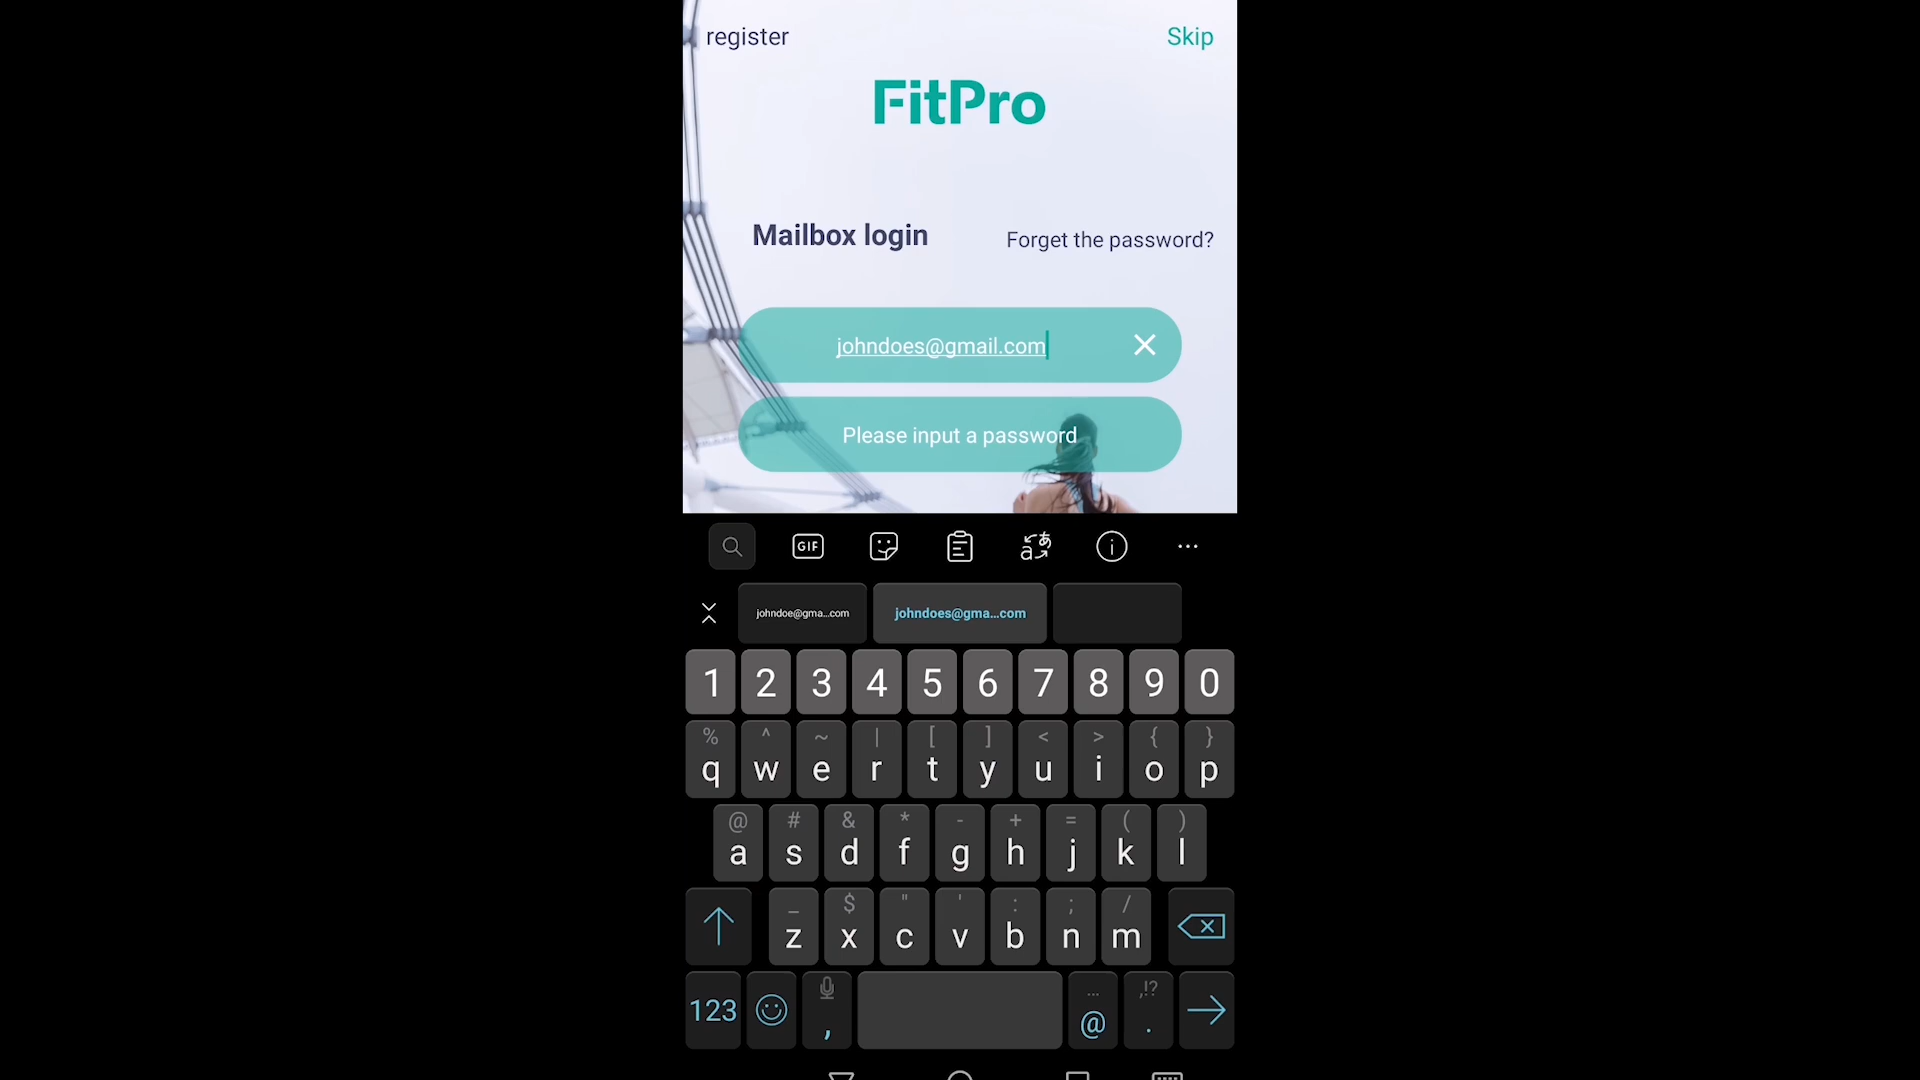 register Skip
FitPro
Mailbox login Forget the password?
johndoes@gmail.com
Please input a password
GIF
johndoe@gma...com johndoes@gma...com
1 2 3 4 5 6 7 8 9 0
% ^ ~ | [ ] < > { }
q w e r t y u i o p
@ # & * - + = ( )
a s d f g h j k l
_ $ " ' : ; /
z x c v b n m
... ,!?
123 , @ .